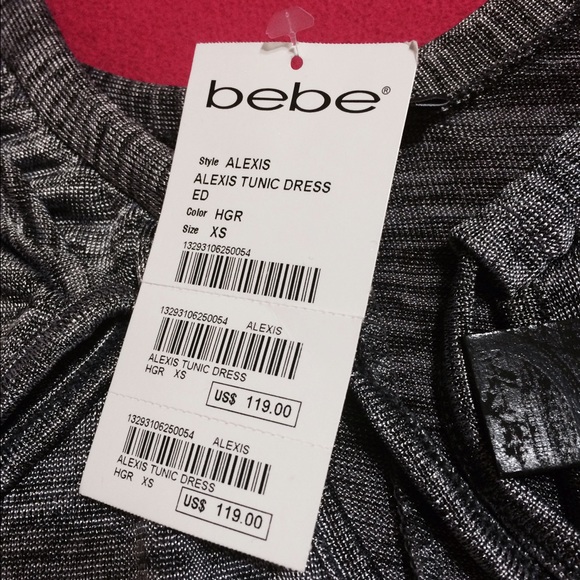 bebe®
Style ALEXIS
ALEXIS TUNIC DRESS
ED
Color HGR
Size XS
13293106250054
13293106250054 ALEXIS
ALEXIS TUNIC DRESS
HGR XS
US$ 119.00
13293106250054 ALEXIS
ALEXIS TUNIC DRESS
HGR XS
US$ 119.00